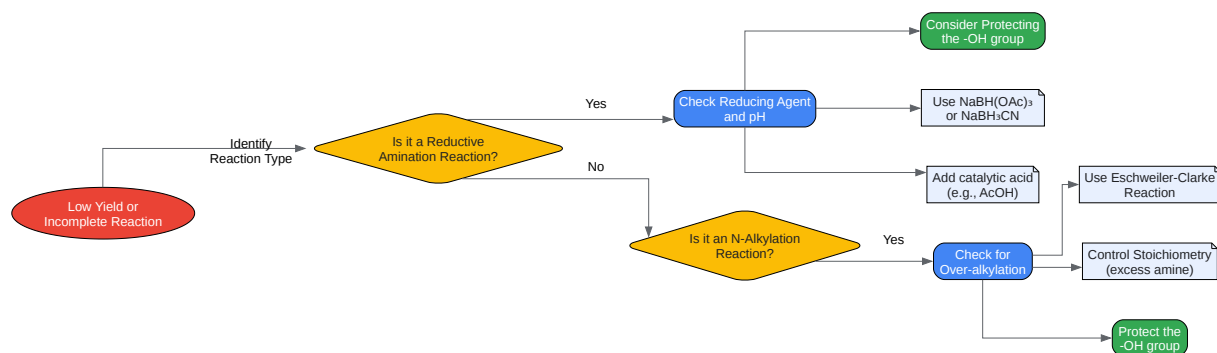 Consider Protecting
the -OH group
Check Reducing Agent
and pH
Use NaBH(OAc)₃
or NaBH₃CN
Yes
Identify
Reaction Type
Is it a Reductive
Amination Reaction?
No
Add catalytic acid
(e.g., AcOH)
Use Eschweiler-Clarke
Reaction
Low Yield or
Incomplete Reaction
Is it an N-Alkylation
Reaction?
Yes
Check for
Over-alkylation
Control Stoichiometry
(excess amine)
Protect the
-OH group